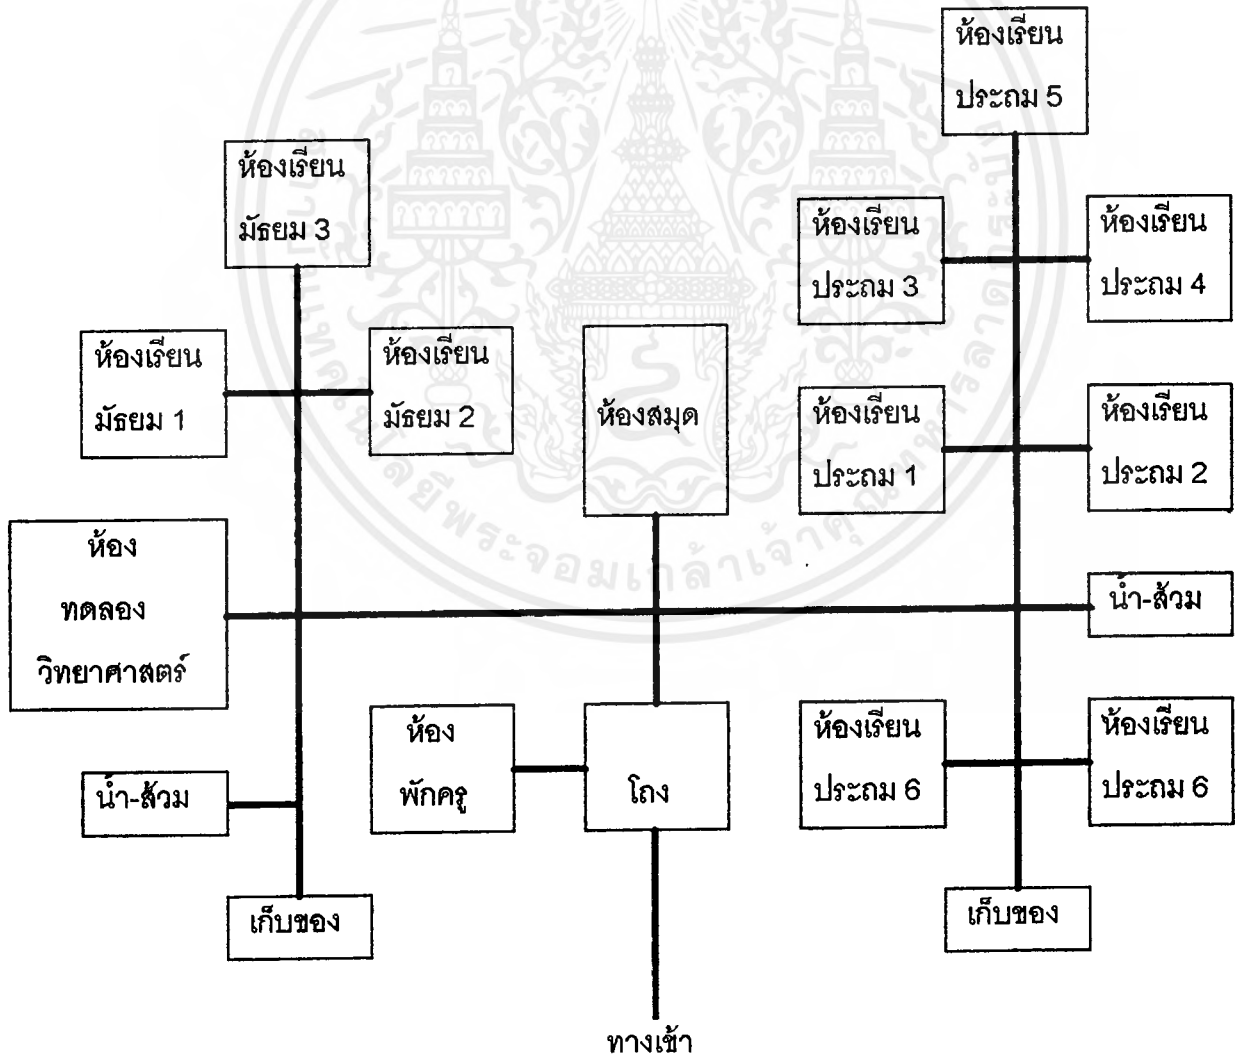 ห้องเรียน
ประถม 5
ห้องเรียน
มัธยม 3
ห้องเรียน
ประถม 3
ห้องเรียน
ประถม 4
ห้องเรียน
มัธยม 1
ห้องเรียน
มัธยม 2
ห้องสมุด
ห้องเรียน
ประถม 1
ห้องเรียน
ประถม 2
ห้อง
ทดลอง
วิทยาศาสตร์
น้ำ-ส้วม
ห้อง
พักครู
โถง
ห้องเรียน
ประถม 6
ห้องเรียน
ประถม 6
น้ำ-ส้วม
เก็บของ
เก็บของ
ทางเข้า